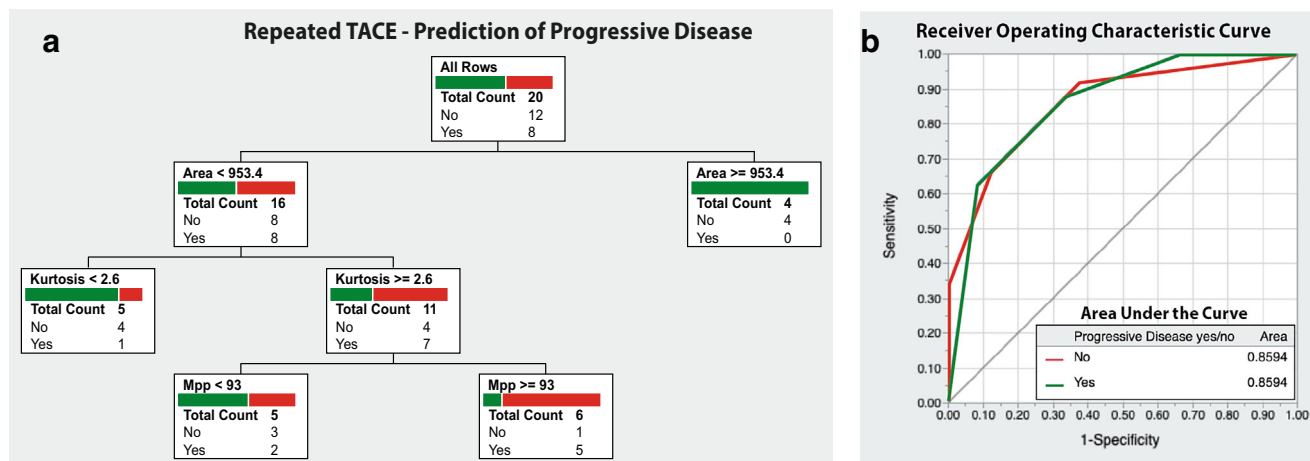 a
Repeated TACE - Prediction of Progressive Disease
All Rows
Total Count 20
No 12
Yes 8
Area < 953.4
Total Count 16
No 8
Yes 8
Area >= 953.4
Total Count 4
No 4
Yes 0
Kurtosis < 2.6
Total Count 5
No 4
Yes 1
Kurtosis >= 2.6
Total Count 11
No 4
Yes 7
Mpp < 93
Total Count 5
No 3
Yes 2
Mpp >= 93
Total Count 6
No 1
Yes 5
b
Receiver Operating Characteristic Curve
1.00
0.90
0.80
0.70
0.60
0.50
0.40
0.30
0.20
0.10
0.00
Sensitivity
Area Under the Curve
Progressive Disease yes/no Area
No 0.8594
Yes 0.8594
0.00 0.10 0.20 0.30 0.40 0.50 0.60 0.70 0.80 0.90 1.00
1-Specificity